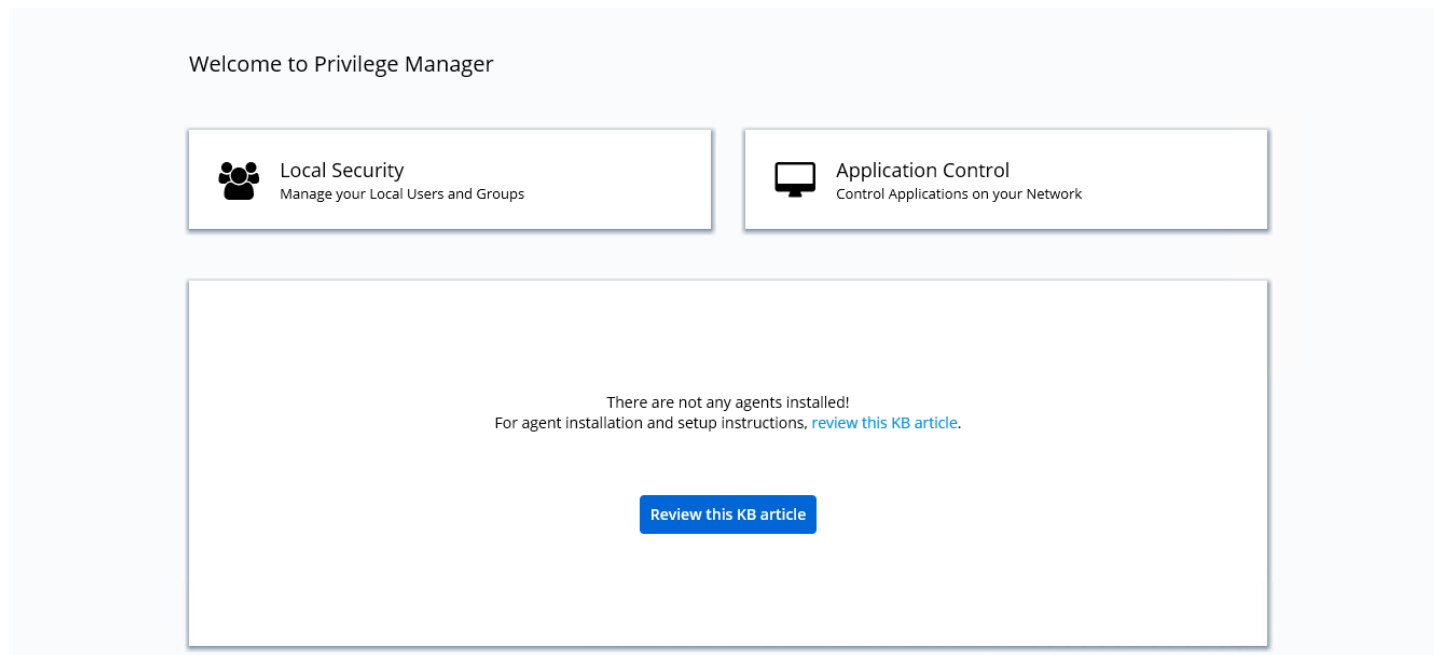 Welcome to Privilege Manager
Local Security
Manage your Local Users and Groups
Application Control
Control Applications on your Network
There are not any agents installed!
For agent installation and setup instructions, review this KB article.
Review this KB article